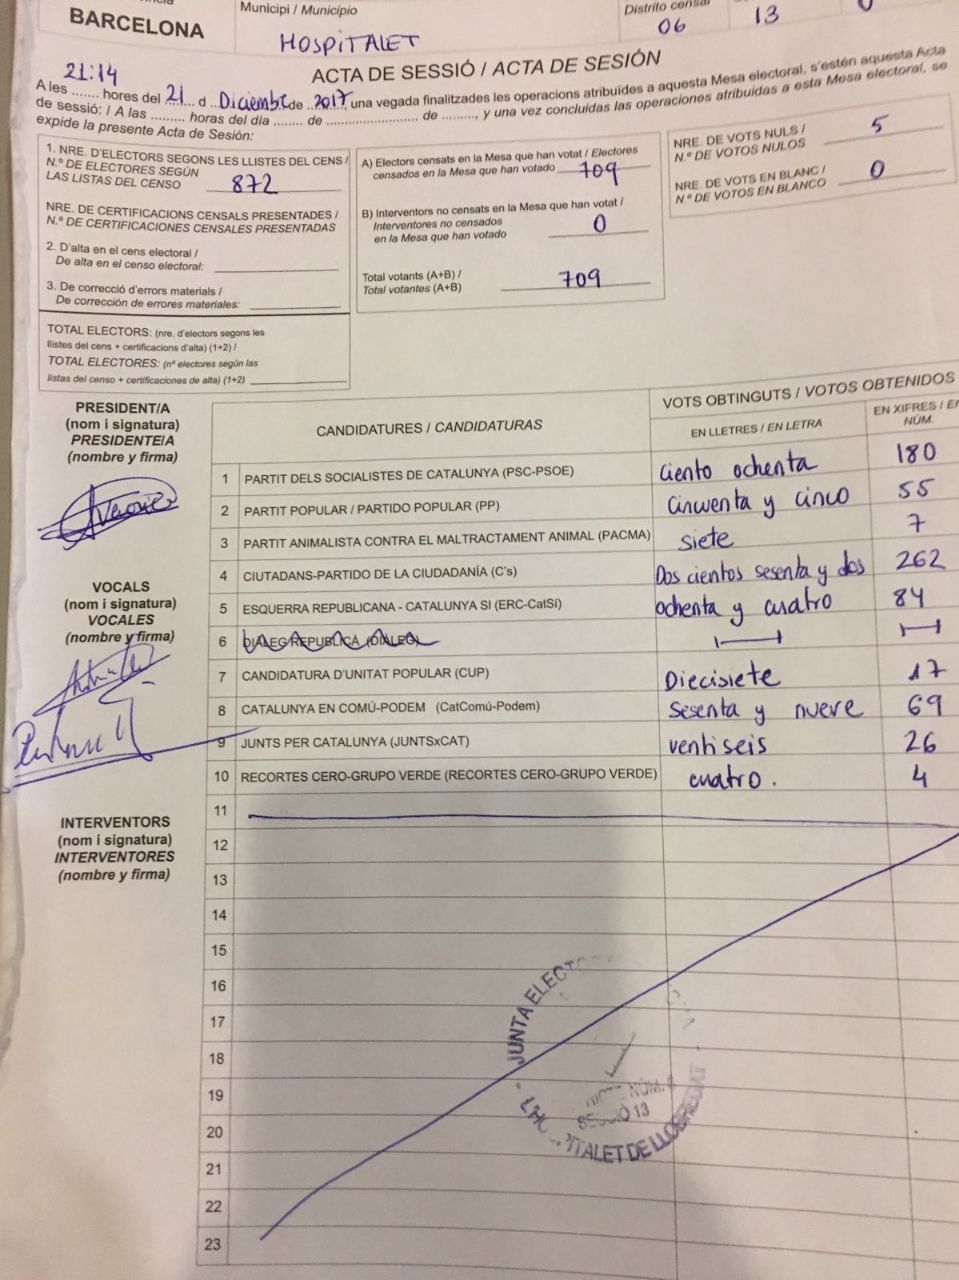 BARCELONA
Municipi / Municipio
HOSPITALET
Distrito censal
06
13
0
ACTA DE SESSIÓ / ACTA DE SESIÓN
21:14
A les ....... hores del 21 d Diciembre de 2017 una vegada finalitzades les operacions atribuïdes a aquesta Mesa electoral, s'estén aquesta Acta
de sessió: / A las ......... horas del día ........ de ........................... de ........., y una vez concluidas las operaciones atribuidas a esta Mesa electoral, se
expide la presente Acta de Sesión:
1. NRE. D'ELECTORS SEGONS LES LLISTES DEL CENS /
N.º DE ELECTORES SEGÚN
LAS LISTAS DEL CENSO 872
NRE. DE CERTIFICACIONS CENSALS PRESENTADES /
N.º DE CERTIFICACIONES CENSALES PRESENTADAS
2. D'alta en el cens electoral /
De alta en el censo electoral:
3. De correcció d'errors materials /
De corrección de errores materiales:
TOTAL ELECTORS: (nre. d'electors segons les
llistes del cens + certificacions d'alta) (1+2) /
TOTAL ELECTORES: (nº electores según las
listas del censo + certificaciones de alta) (1+2)
A) Electors censats en la Mesa que han votat / Electores
censados en la Mesa que han votado 709
B) Interventors no censats en la Mesa que han votat /
Interventores no censados
en la Mesa que han votado 0
Total votants (A+B) /
Total votantes (A+B) 709
NRE. DE VOTS NULS /
N.º DE VOTOS NULOS 5
NRE. DE VOTS EN BLANC /
N.º DE VOTOS EN BLANCO 0
PRESIDENT/A
(nom i signatura)
PRESIDENTE/A
(nombre y firma)
VOCALS
(nom i signatura)
VOCALES
(nombre y firma)
INTERVENTORS
(nom i signatura)
INTERVENTORES
(nombre y firma)
CANDIDATURES / CANDIDATURAS
VOTS OBTINGUTS / VOTOS OBTENIDOS
EN LLETRES / EN LETRA
EN XIFRES / EN
NÚM.
1 PARTIT DELS SOCIALISTES DE CATALUNYA (PSC-PSOE) ciento ochenta 180
2 PARTIT POPULAR / PARTIDO POPULAR (PP) cincuenta y cinco 55
3 PARTIT ANIMALISTA CONTRA EL MALTRACTAMENT ANIMAL (PACMA) siete 7
4 CIUTADANS-PARTIDO DE LA CIUDADANÍA (C's) Dos cientos sesenta y dos 262
5 ESQUERRA REPUBLICANA - CATALUNYA SI (ERC-CatSí) ochenta y cuatro 84
6 DIÀLEG REPUBLICÀ (DIÀLEG)
7 CANDIDATURA D'UNITAT POPULAR (CUP) Diecisiete 17
8 CATALUNYA EN COMÚ-PODEM (CatComú-Podem) Sesenta y nueve 69
9 JUNTS PER CATALUNYA (JUNTSxCAT) ventiseis 26
10 RECORTES CERO-GRUPO VERDE (RECORTES CERO-GRUPO VERDE) cuatro. 4
11
12
13
14
15
16
17
18
19
20
21
22
23
JUNTA ELECTO
NÚM.
SECCIÓ 13
L'HOSPITALET DE LLOBREGAT